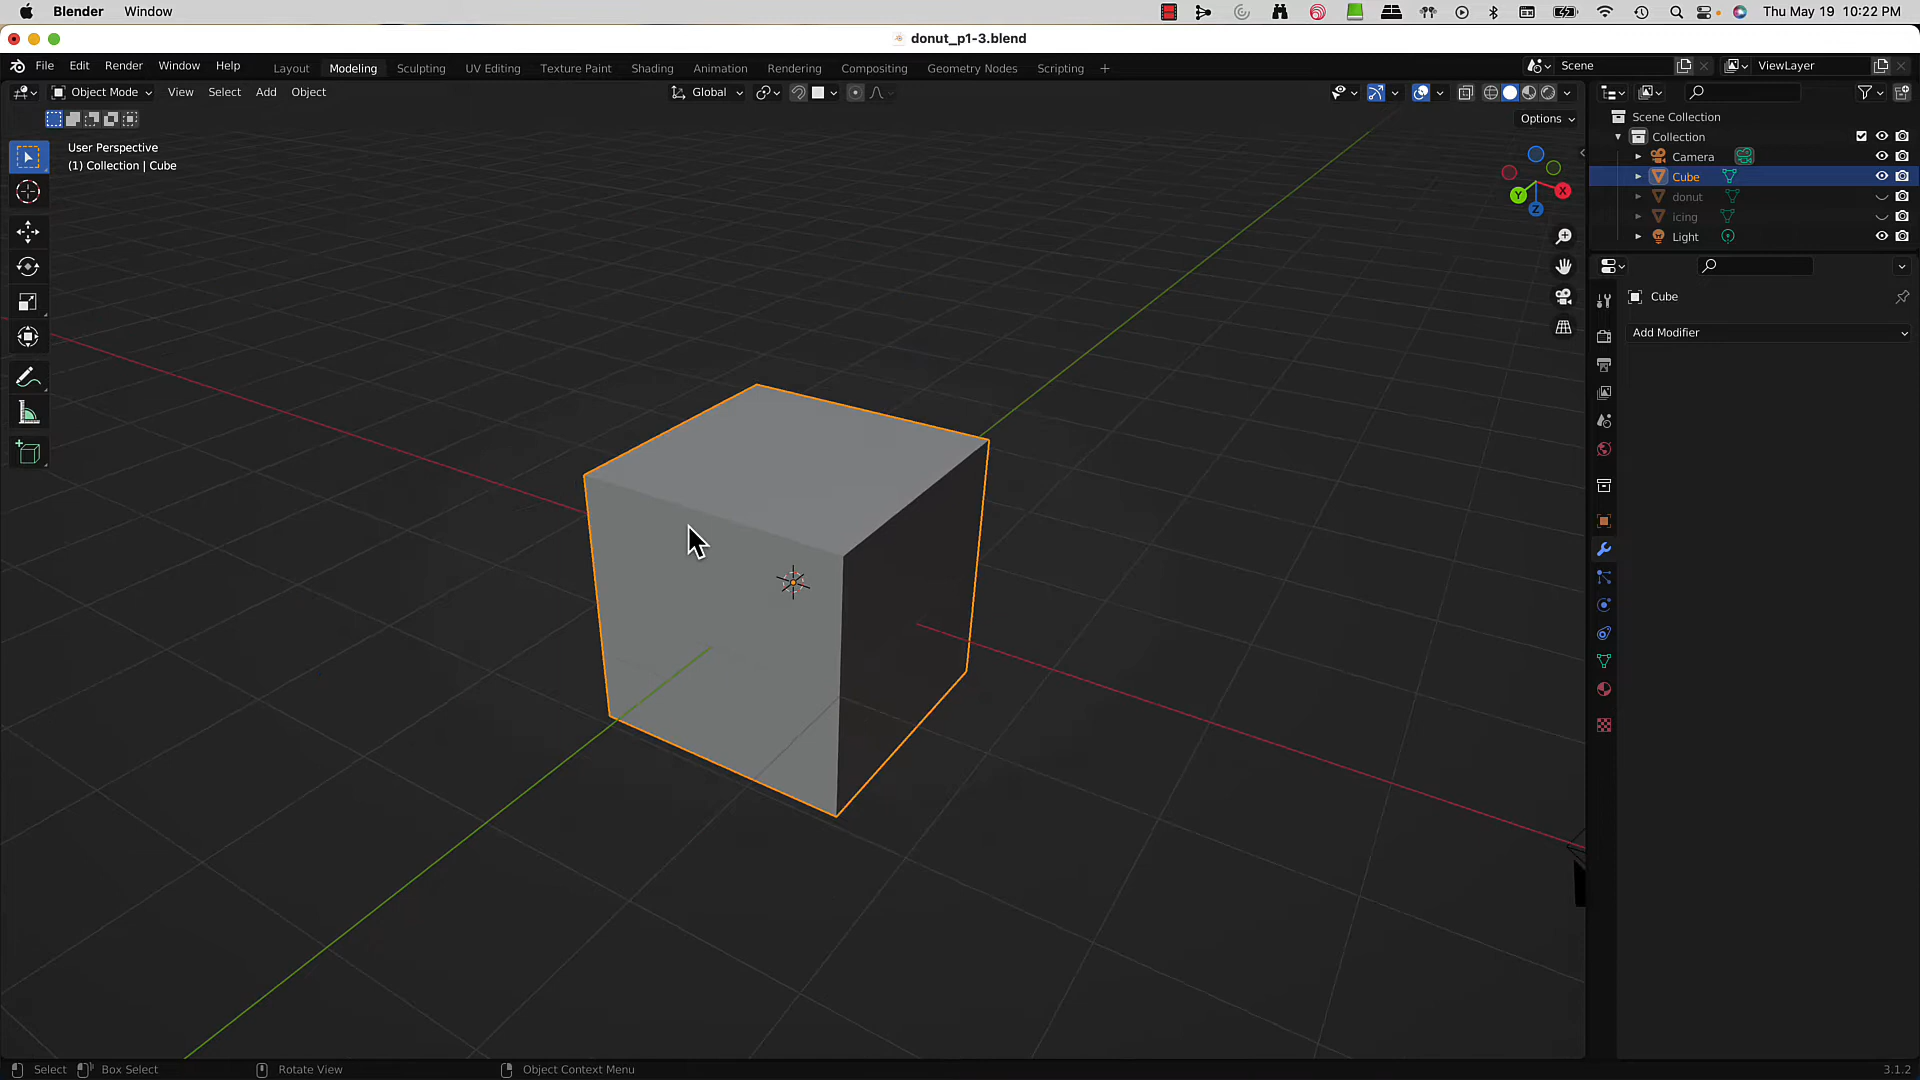 Blender Window Thu May 19 10:22 PM
donut_p1-3.blend
File Edit Render Window Help Layout Modeling Sculpting UV Editing Texture Paint Shading Animation Rendering Compositing Geometry Nodes Scripting + Scene ViewLayer
Object Mode View Select Add Object Global
Options
User Perspective
(1) Collection | Cube
X
Y
Z
Scene Collection
Collection
Camera
Cube
donut
icing
Light
Cube
Add Modifier
Select Box Select Rotate View Object Context Menu 3.1.2